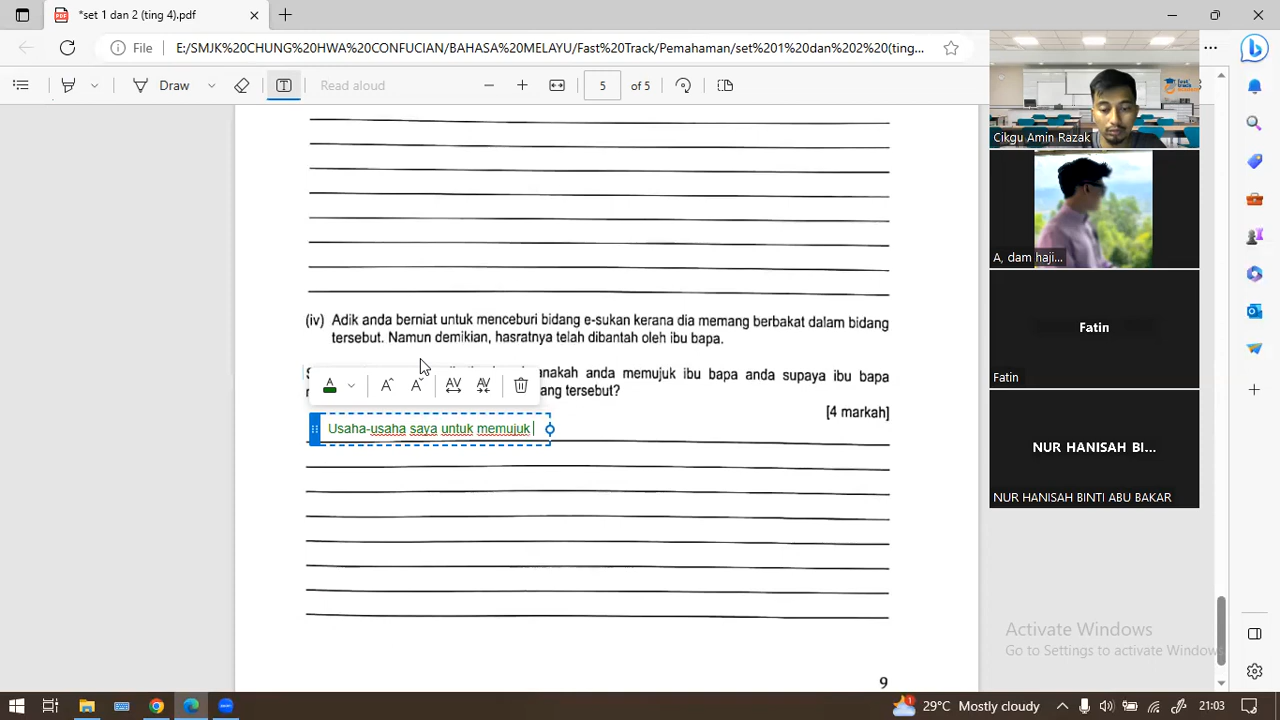 *set 1 dan 2 (ting 4).pdf
File
E:/SMJK%20CHUNG%20HWA%20CONFUCIAN/BAHASA%20MELAYU/Fast%20Track/Pemahaman/set%201%20dan%202%20(ting...
Draw
Read aloud
5 of 5
(iv) Adik anda berniat untuk menceburi bidang e-sukan kerana dia memang berbakat dalam bidang
tersebut. Namun demikian, hasratnya telah dibantah oleh ibu bapa.
anakah anda memujuk ibu bapa anda supaya ibu bapa
ang tersebut?
[4 markah]
Usaha-usaha saya untuk memujuk
9
Cikgu Amin Razak
A, dam haji...
Fatin
Fatin
NUR HANISAH BI...
NUR HANISAH BINTI ABU BAKAR
Activate Windows
Go to Settings to activate Windows
1
29°C Mostly cloudy
21:03